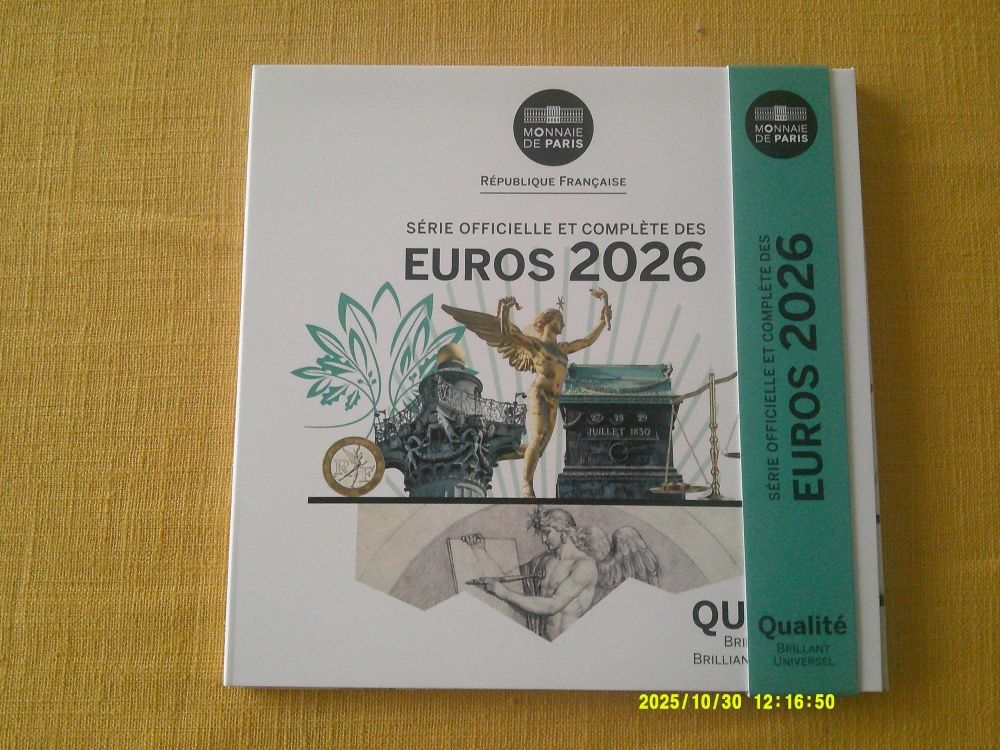 MONNAIE
DE PARIS
RÉPUBLIQUE FRANÇAISE
SÉRIE OFFICIELLE ET COMPLÈTE DES
EUROS 2026
27 28 29
JUILLET 1830
N F
QU
BRI
BRILLIAN
MONNAIE
DE PARIS
SÉRIE OFFICIELLE ET COMPLÈTE DES
EUROS 2026
Qualité
BRILLANT
UNIVERSEL
2025/10/30 12:16:50